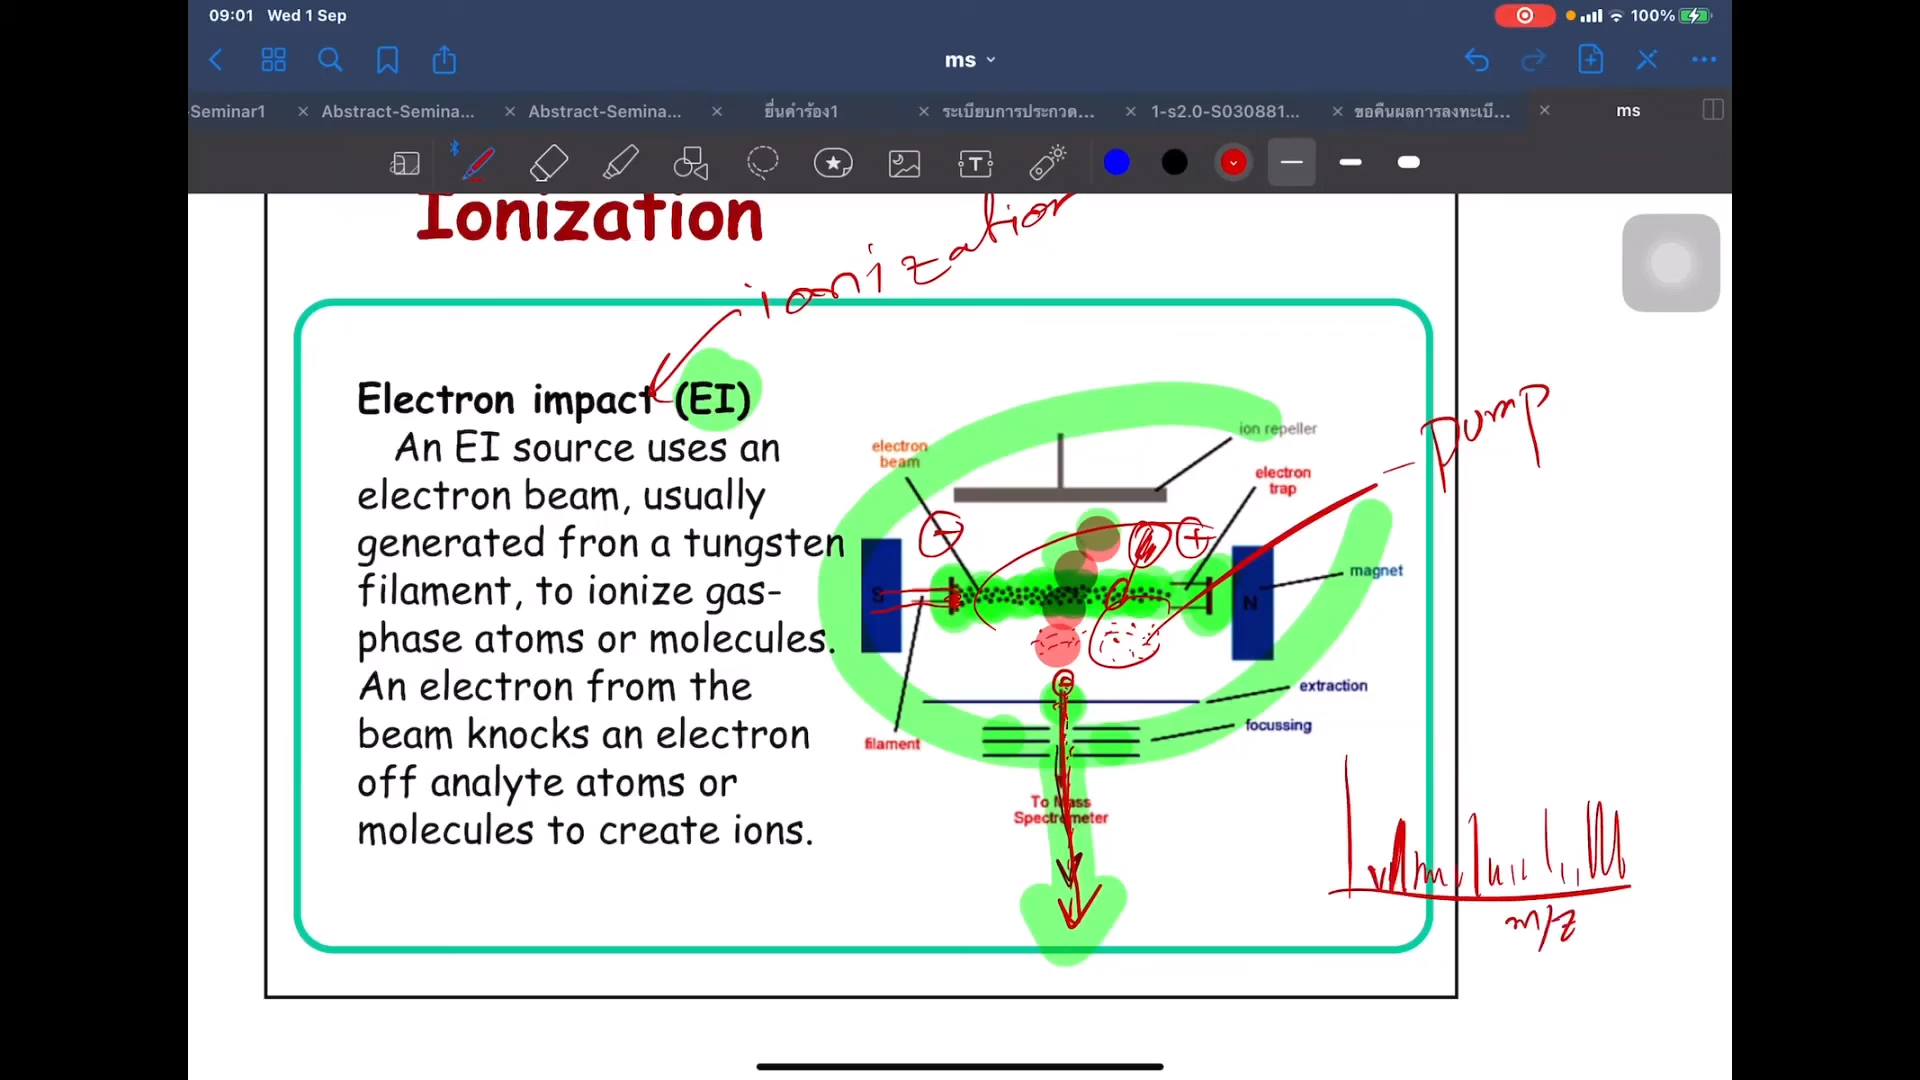 09:01 Wed 1 Sep
100%
ms
Seminar1
Abstract-Semina...
Abstract-Semina...
ยื่นคำร้อง1
ระเบียบการประกวด...
1-s2.0-S030881...
ขอคืนผลการลงทะเบี...
ms
T
Ionization
ionization
Electron impact (EI)
An EI source uses an
electron beam, usually
generated fron a tungsten
filament, to ionize gas-
phase atoms or molecules.
An electron from the
beam knocks an electron
off analyte atoms or
molecules to create ions.
electron
beam
ion repeller
electron
trap
pump
magnet
S
N
extraction
focussing
filament
To Mass
Spectrometer
m/z